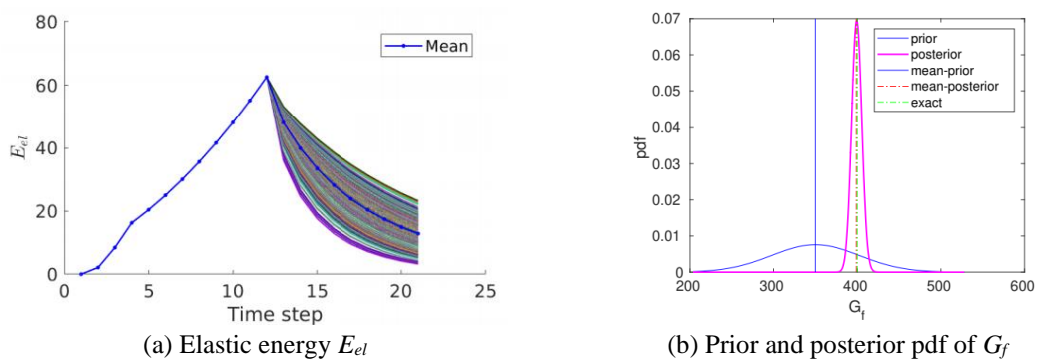 80
60
40
20
0
E_el
0 5 10 15 20 25
Time step
Mean
(a) Elastic energy E_el
0.07
0.06
0.05
0.04
0.03
0.02
0.01
0
pdf
200 300 400 500 600
G_f
prior
posterior
mean-prior
mean-posterior
exact
(b) Prior and posterior pdf of G_f